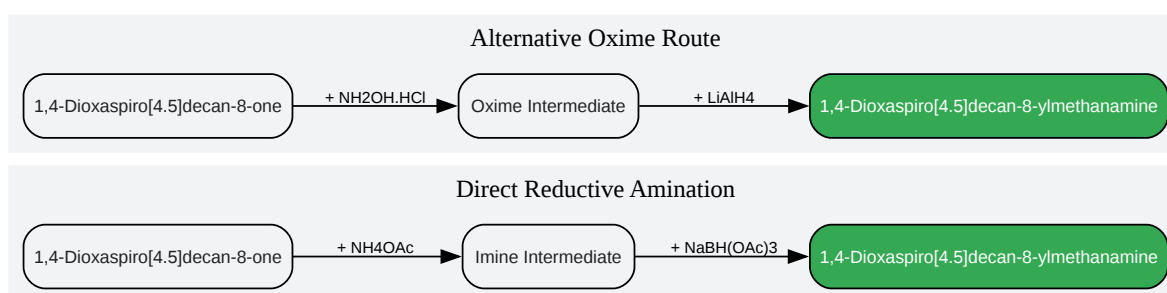 Alternative Oxime Route
1,4-Dioxaspiro[4.5]decan-8-one
+ NH2OH.HCl
Oxime Intermediate
+ LiAlH4
1,4-Dioxaspiro[4.5]decan-8-ylmethanamine
Direct Reductive Amination
1,4-Dioxaspiro[4.5]decan-8-one
+ NH4OAc
Imine Intermediate
+ NaBH(OAc)3
1,4-Dioxaspiro[4.5]decan-8-ylmethanamine